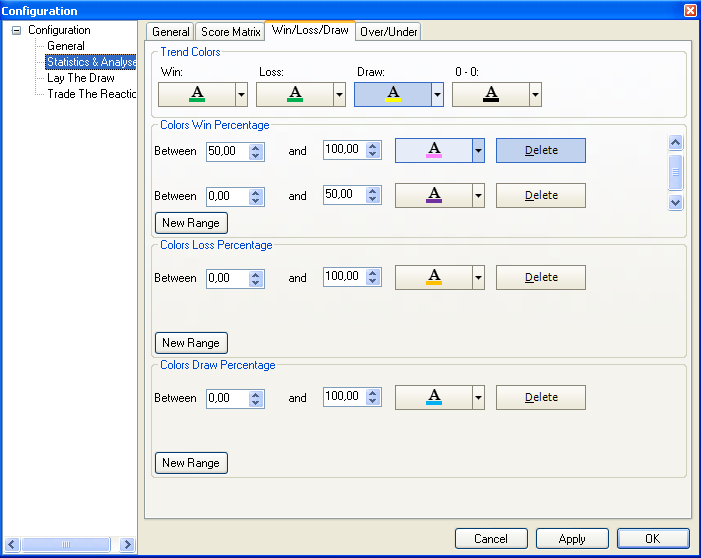 Configuration
Configuration
General
Statistics & Analyse
Lay The Draw
Trade The Reactic
General Score Matrix Win/Loss/Draw Over/Under
Trend Colors
Win: Loss: Draw: 0 - 0:
A A A A
Colors Win Percentage
Between 50,00 and 100,00 A Delete
Between 0,00 and 50,00 A Delete
New Range
Colors Loss Percentage
Between 0,00 and 100,00 A Delete
New Range
Colors Draw Percentage
Between 0,00 and 100,00 A Delete
New Range
Cancel Apply OK